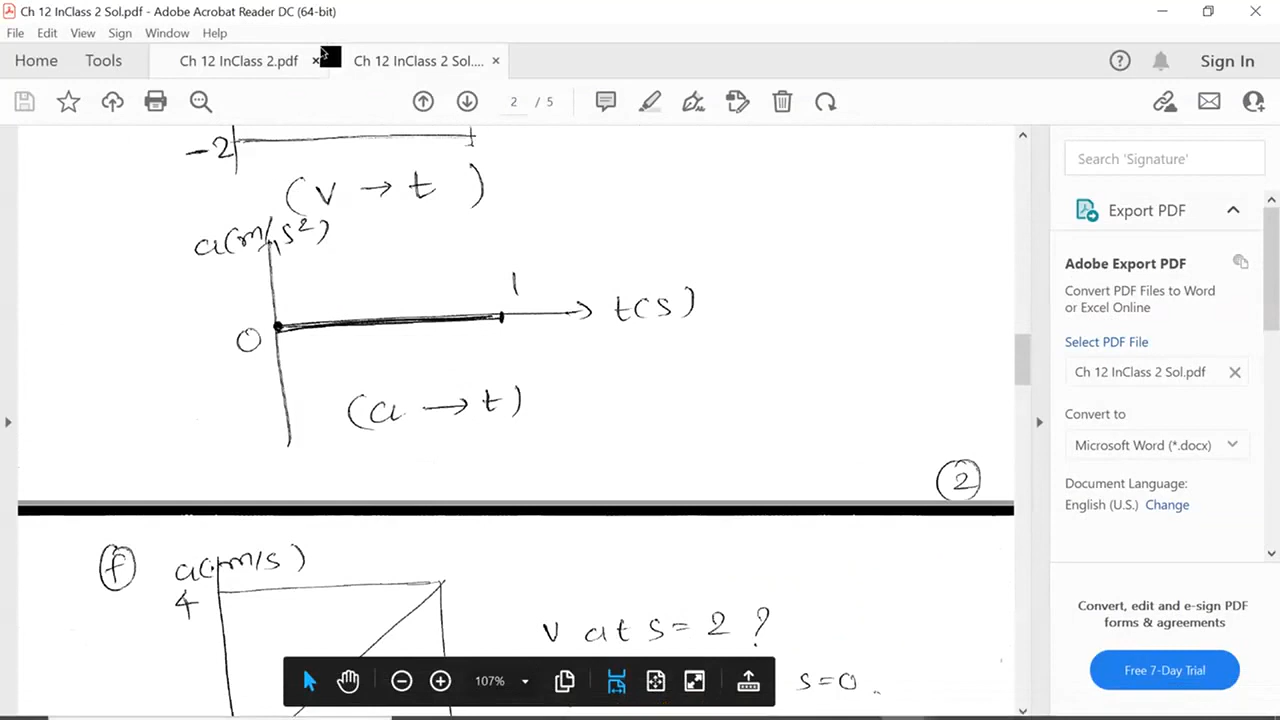 Ch 12 InClass 2 Sol.pdf - Adobe Acrobat Reader DC (64-bit)
File Edit View Sign Window Help
Home Tools Ch 12 InClass 2.pdf Ch 12 InClass 2 Sol.... Sign In
2 / 5
-2
(v → t)
a(m/s²)
1
t(s)
0
(a → t)
2
f a(m/s)
4
v at s=2 ?
s=0
107%
Search 'Signature'
Export PDF
Adobe Export PDF
Convert PDF Files to Word
or Excel Online
Select PDF File
Ch 12 InClass 2 Sol.pdf
Convert to
Microsoft Word (*.docx)
Document Language:
English (U.S.) Change
Convert, edit and e-sign PDF
forms & agreements
Free 7-Day Trial